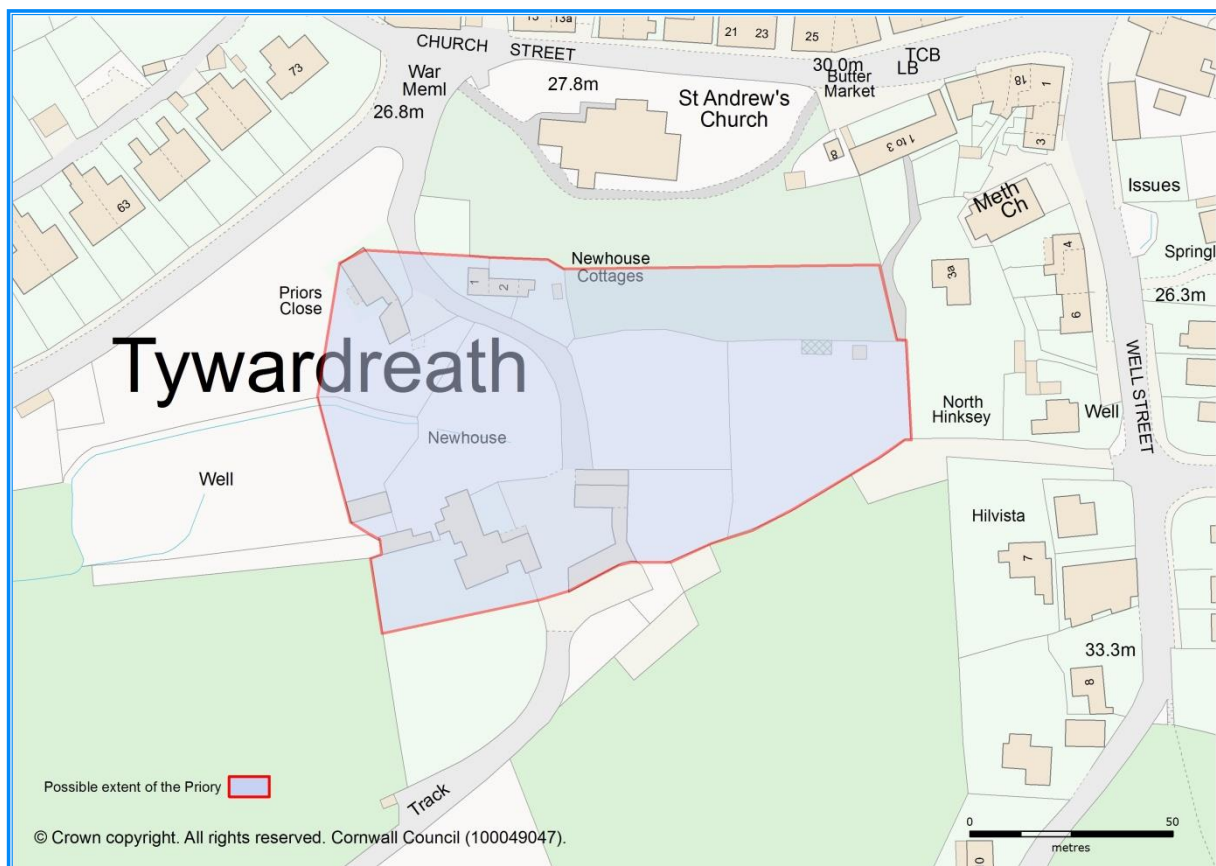 15
13a
21
23
25
CHURCH STREET
73
War
Meml
26.8m
27.8m
St Andrew's
Church
30.0m
TCB
LB
Butter
Market
18
1
3
1 to 3
8
63
Meth
Ch
Issues
Springl
26.3m
4
6
3a
Newhouse
Cottages
1
2
Priors
Close
Tywardreath
Newhouse
Well
North
Hinksey
Well
WELL STREET
Hilvista
7
33.3m
8
Track
Possible extent of the Priory
© Crown copyright. All rights reserved. Cornwall Council (100049047).
0
50
metres